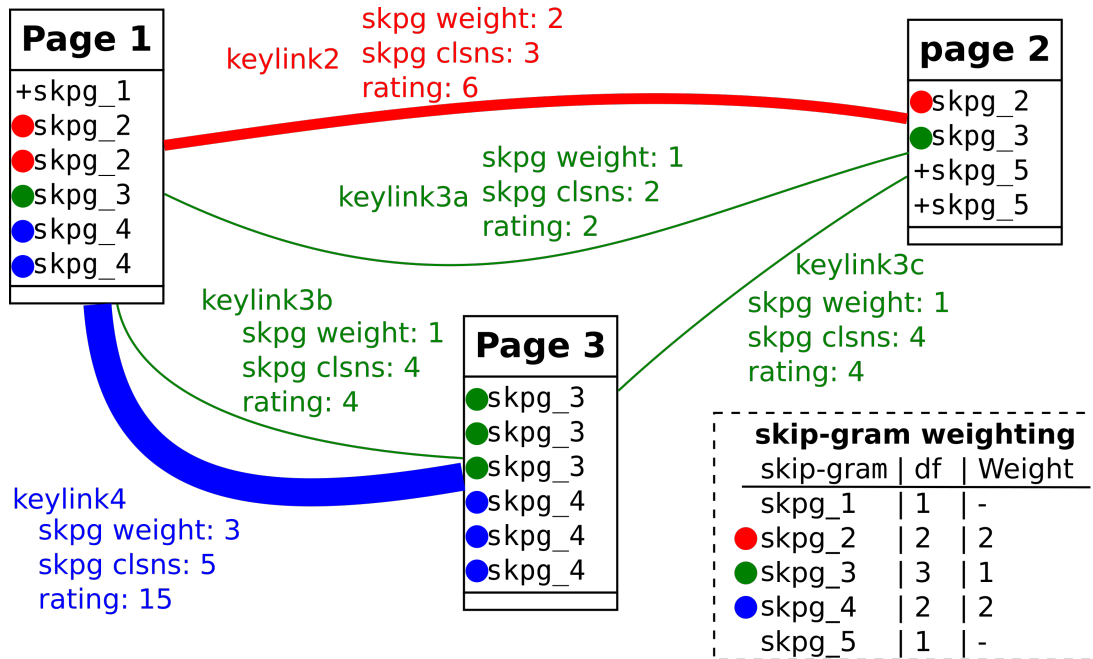 Page 1
+skpg_1
skpg_2
skpg_2
skpg_3
skpg_4
skpg_4
keylink2
skpg weight: 2
skpg clsns: 3
rating: 6
page 2
skpg_2
skpg_3
+skpg_5
+skpg_5
keylink3a
skpg weight: 1
skpg clsns: 2
rating: 2
keylink3b
skpg weight: 1
skpg clsns: 4
rating: 4
keylink3c
skpg weight: 1
skpg clsns: 4
rating: 4
Page 3
skpg_3
skpg_3
skpg_3
skpg_4
skpg_4
skpg_4
keylink4
skpg weight: 3
skpg clsns: 5
rating: 15
skip-gram weighting
skip-gram | df | Weight
skpg_1 | 1 | -
skpg_2 | 2 | 2
skpg_3 | 3 | 1
skpg_4 | 2 | 2
skpg_5 | 1 | -